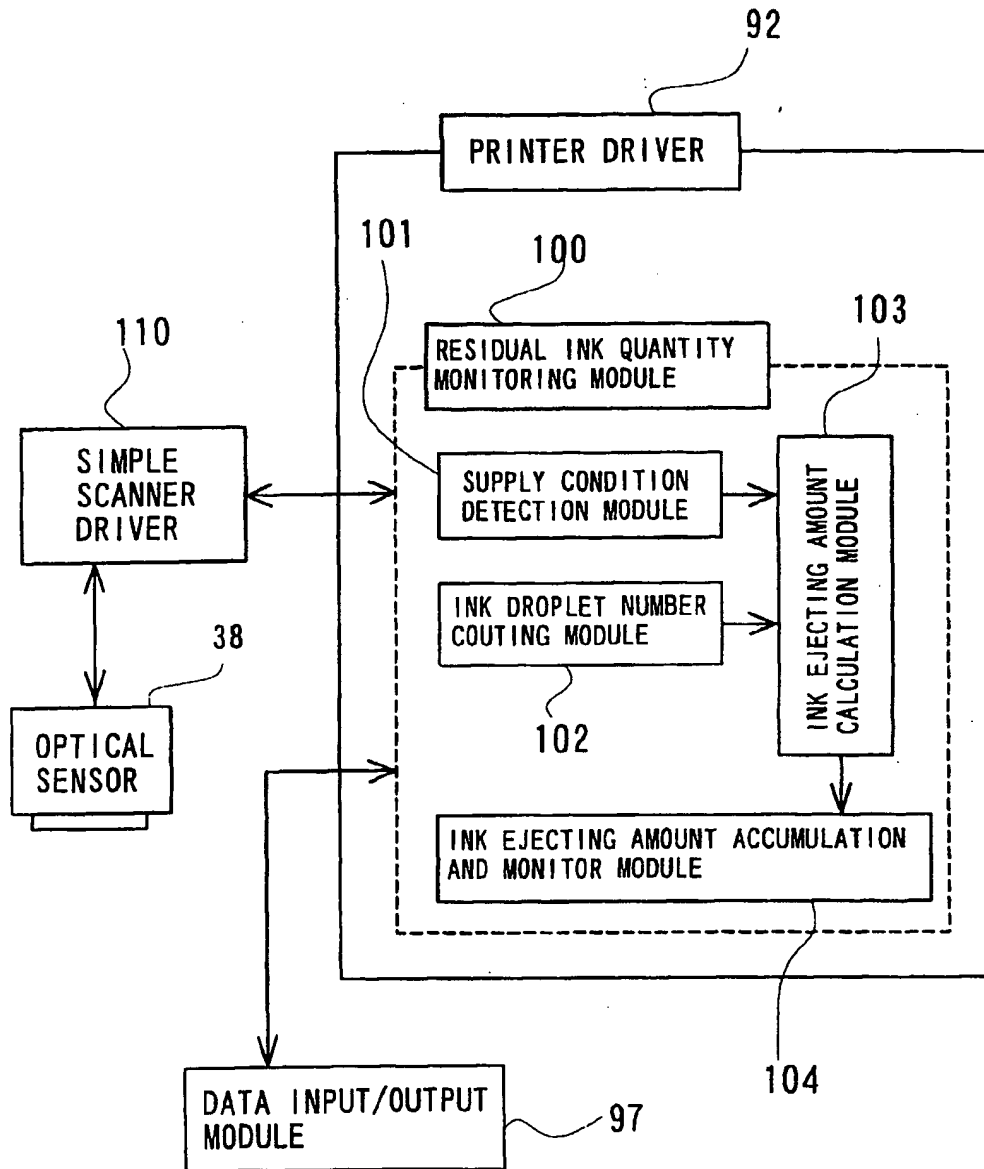 92
PRINTER DRIVER
101
100
103
110
RESIDUAL INK QUANTITY
MONITORING MODULE
SIMPLE
SCANNER
DRIVER
SUPPLY CONDITION
DETECTION MODULE
INK EJECTING AMOUNT
CALCULATION MODULE
INK DROPLET NUMBER
COUTING MODULE
38
102
OPTICAL
SENSOR
INK EJECTING AMOUNT ACCUMULATION
AND MONITOR MODULE
104
DATA INPUT/OUTPUT
MODULE
97